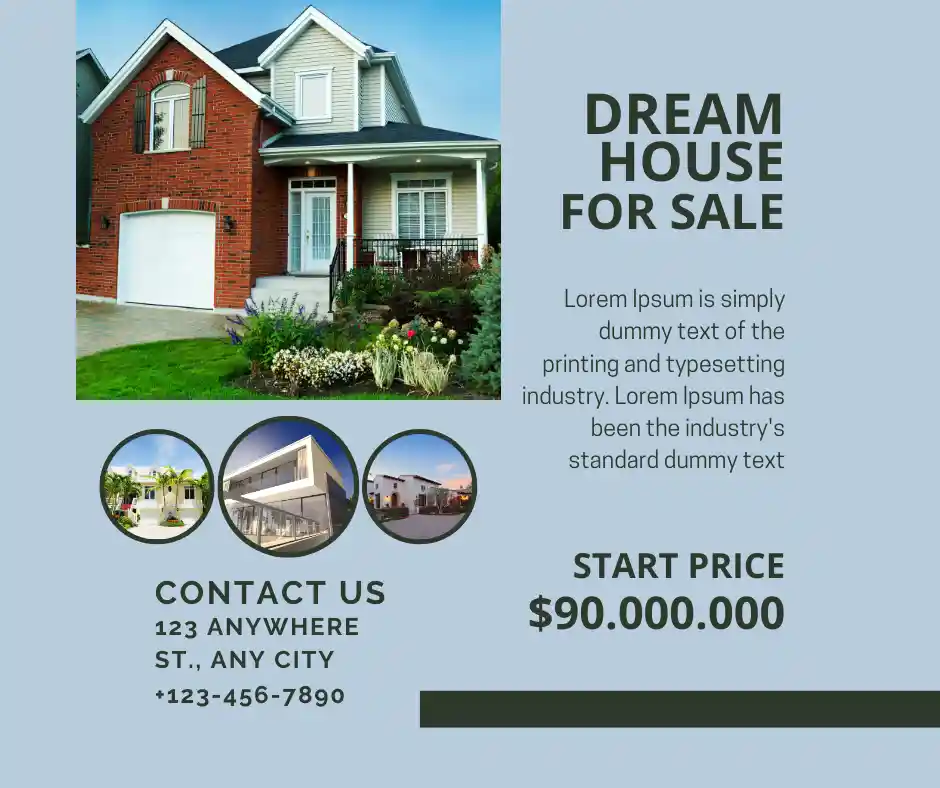 DREAM
HOUSE
FOR SALE
Lorem Ipsum is simply
dummy text of the
printing and typesetting
industry. Lorem Ipsum has
been the industry's
standard dummy text
START PRICE
$90.000.000
CONTACT US
123 ANYWHERE
ST., ANY CITY
+123-456-7890